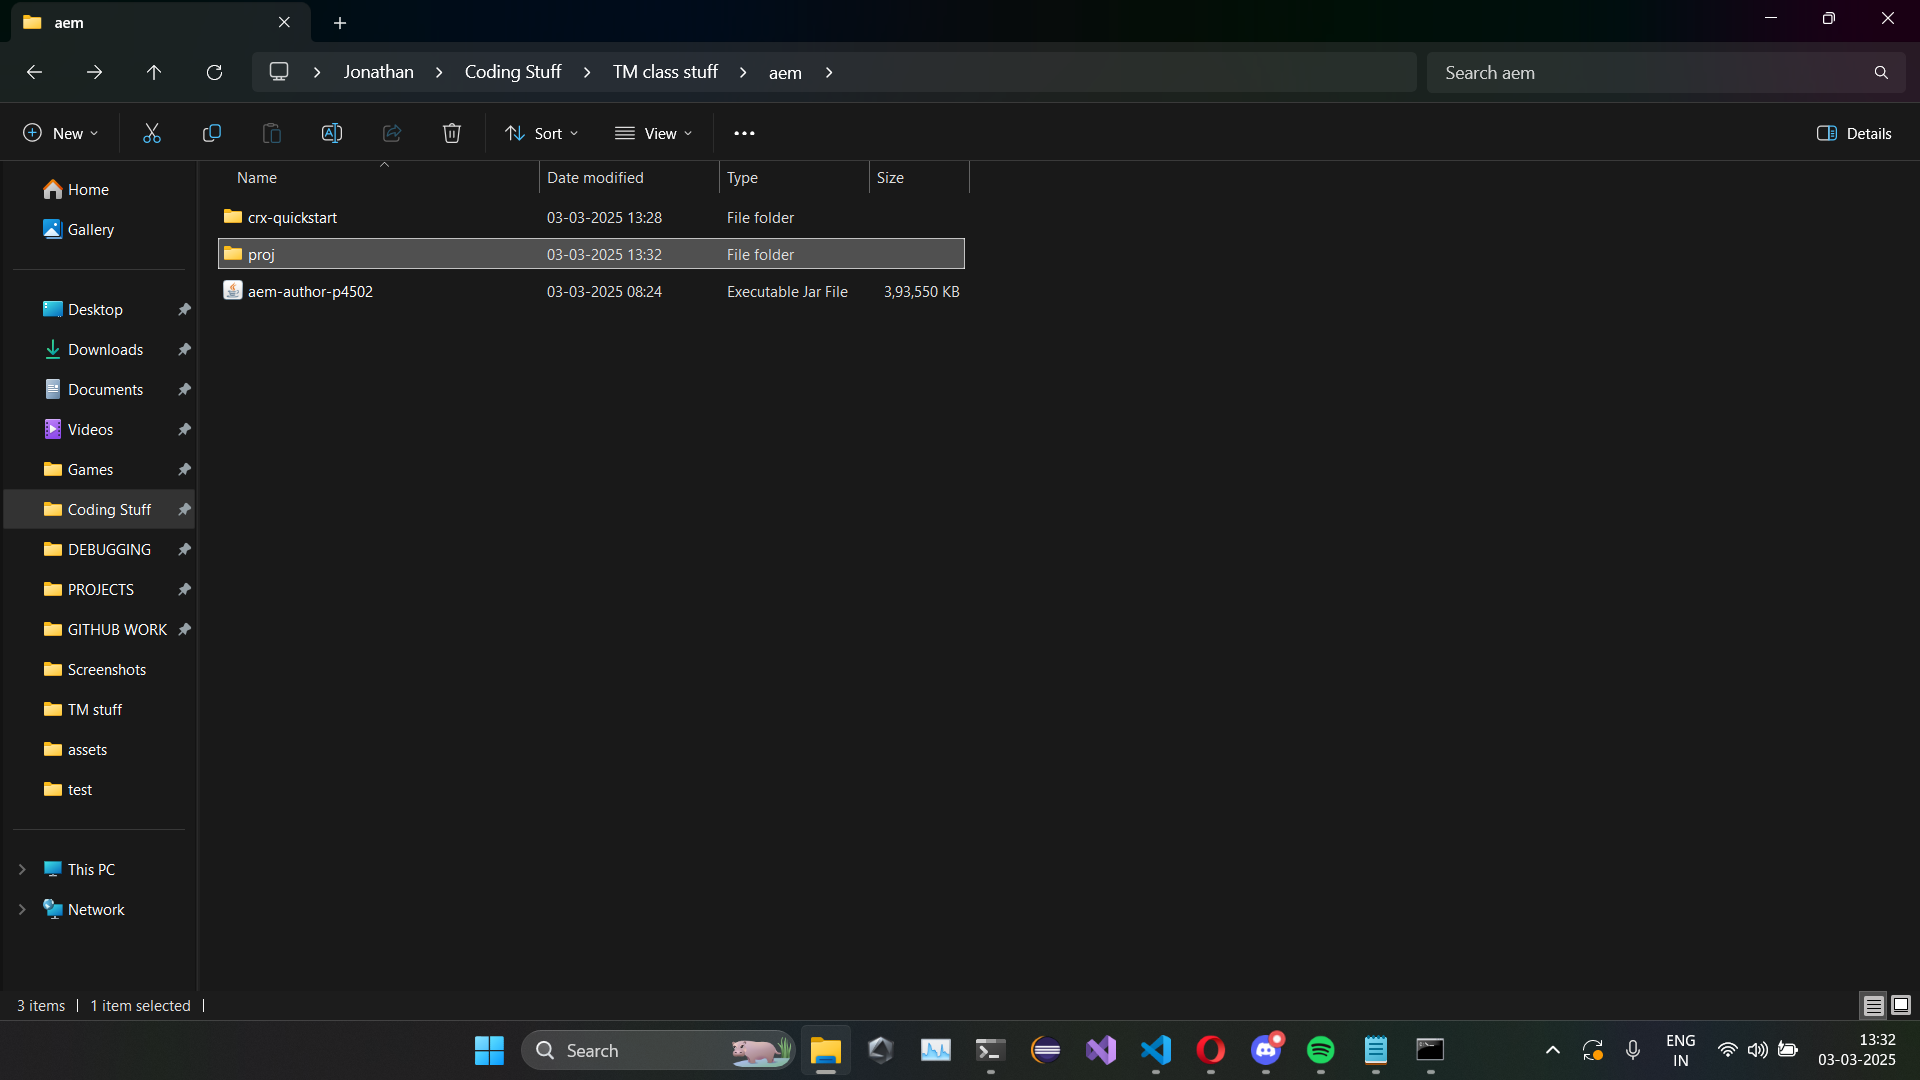 aem
Jonathan
Coding Stuff
TM class stuff
aem
Search aem
New
Sort
View
Details
Name
Date modified
Type
Size
crx-quickstart
03-03-2025 13:28
File folder
proj
03-03-2025 13:32
File folder
aem-author-p4502
03-03-2025 08:24
Executable Jar File
3,93,550 KB
Home
Gallery
Desktop
Downloads
Documents
Videos
Games
Coding Stuff
DEBUGGING
PROJECTS
GITHUB WORK
Screenshots
TM stuff
assets
test
This PC
Network
3 items
1 item selected
Search
ENG
IN
13:32
03-03-2025